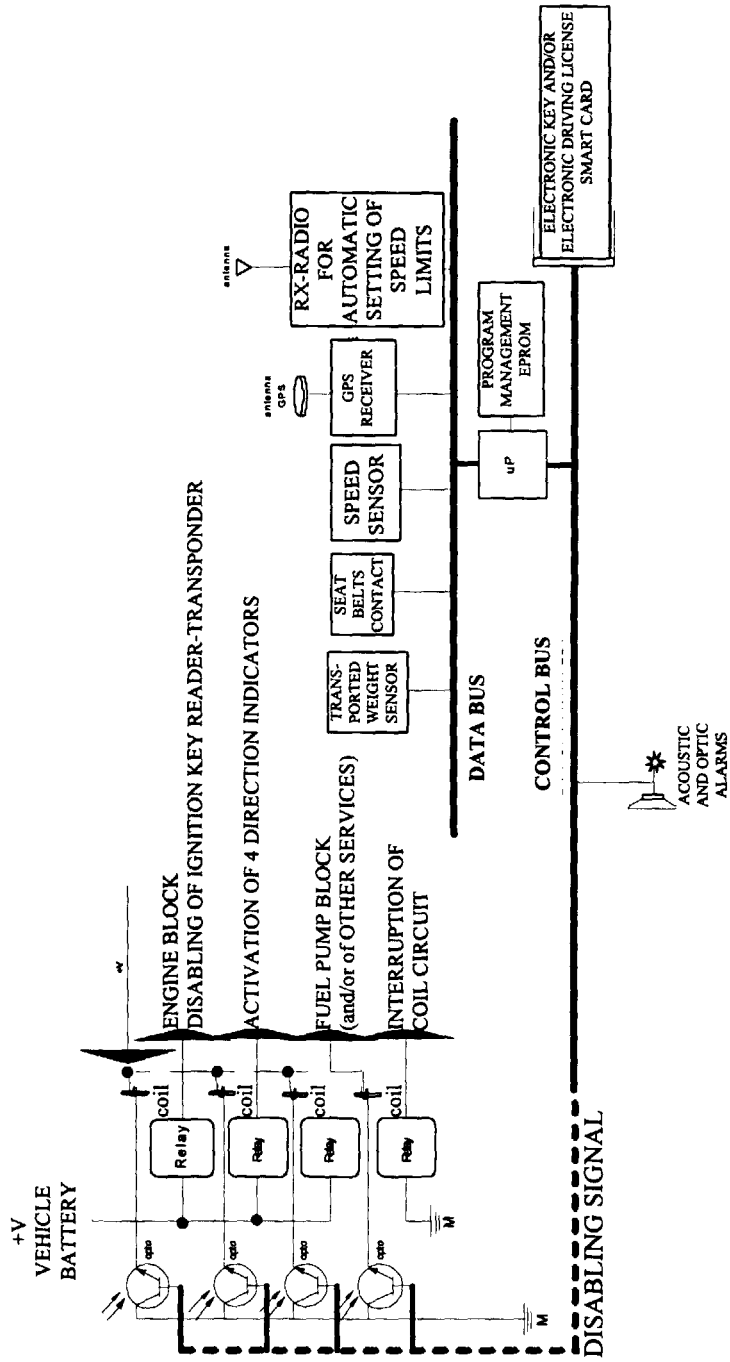 +V
VEHICLE
BATTERY
opto
opto
opto
opto
M
M
Relay
Relay
Relay
Relay
coil
coil
coil
coil
ENGINE BLOCK
DISABLING OF IGNITION KEY READER-TRANSPONDER
ACTIVATION OF 4 DIRECTION INDICATORS
FUEL PUMP BLOCK
(and/or of OTHER SERVICES)
INTERRUPTION OF
COIL CIRCUIT
DISABLING SIGNAL
TRANS-
PORTED
WEIGHT
SENSOR
SEAT
BELTS
CONTACT
SPEED
SENSOR
antenna
GPS
GPS
RECEIVER
antenna
RX-RADIO
FOR
AUTOMATIC
SETTING OF
SPEED
LIMITS
DATA BUS
uP
PROGRAM
MANAGEMENT
EPROM
CONTROL BUS
ACOUSTIC
AND OPTIC
ALARMS
ELECTRONIC KEY AND/OR
ELECTRONIC DRIVING LICENSE
SMART CARD